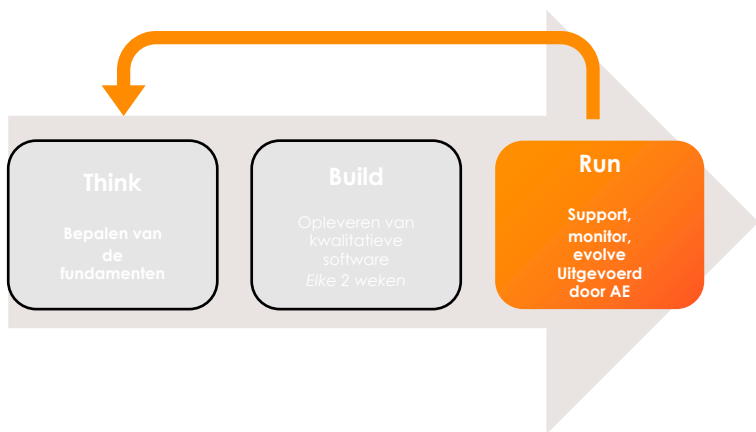 Think
Bepalen van
de
fundamenten
Build
Opleveren van
kwalitatieve
software
Elke 2 weken
Run
Support,
monitor,
evolve
Uitgevoerd
door AE